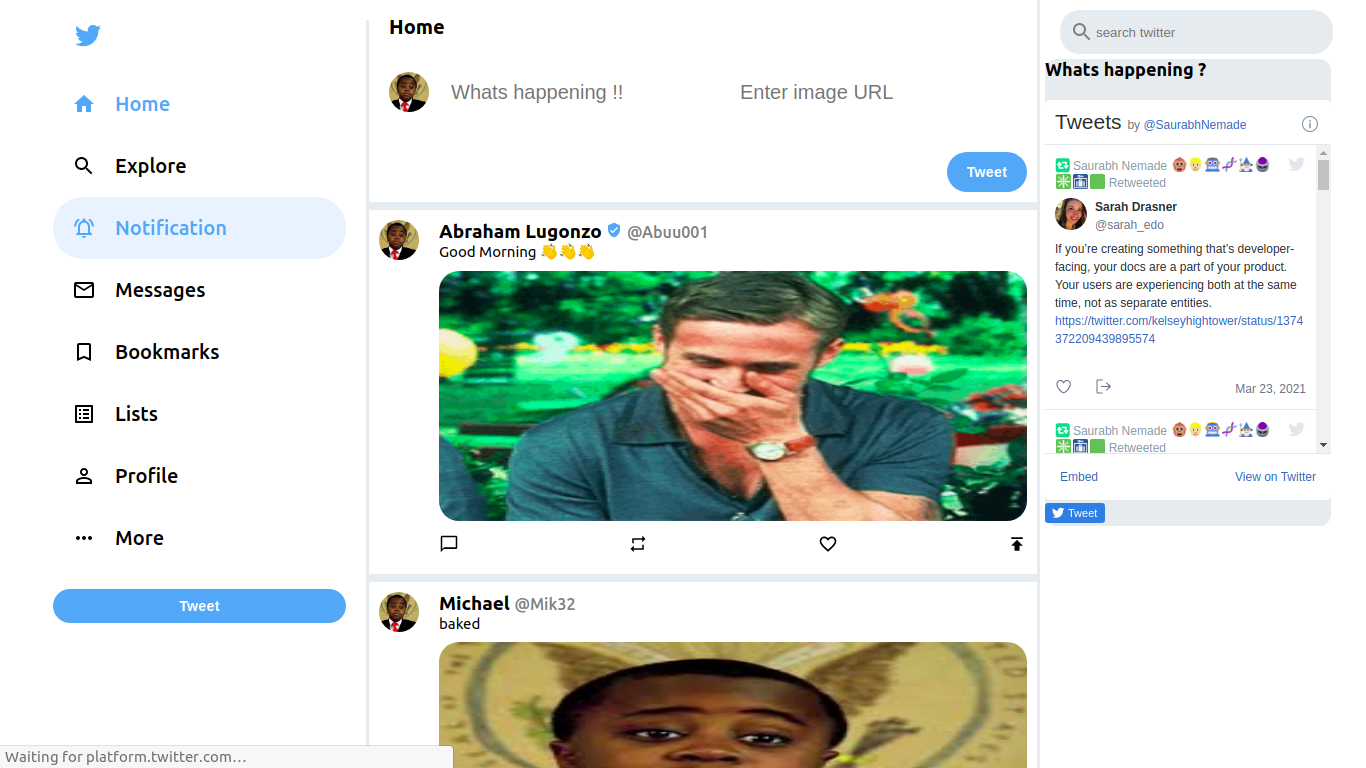 Home
Explore
Notification
Messages
Bookmarks
Lists
Profile
More
Tweet
Home
Whats happening !!
Enter image URL
Tweet
Abraham Lugonzo @Abuu001
Good Morning 👏👏👏
Michael @Mik32
baked
search twitter
Whats happening ?
Tweets by @SaurabhNemade
Saurabh Nemade
Retweeted
Sarah Drasner
@sarah_edo
If you're creating something that's developer-
facing, your docs are a part of your product.
Your users are experiencing both at the same
time, not as separate entities.
https://twitter.com/kelseyhightower/status/1374
372209439895574
Mar 23, 2021
Saurabh Nemade
Retweeted
Embed
View on Twitter
Tweet
Waiting for platform.twitter.com…